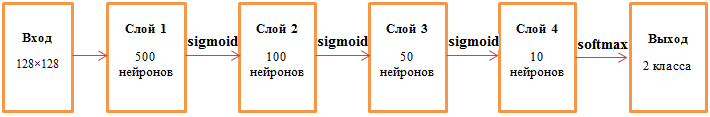 Вход
128×128
Слой 1
500
нейронов
sigmoid
Слой 2
100
нейронов
sigmoid
Слой 3
50
нейронов
sigmoid
Слой 4
10
нейронов
softmax
Выход
2 класса